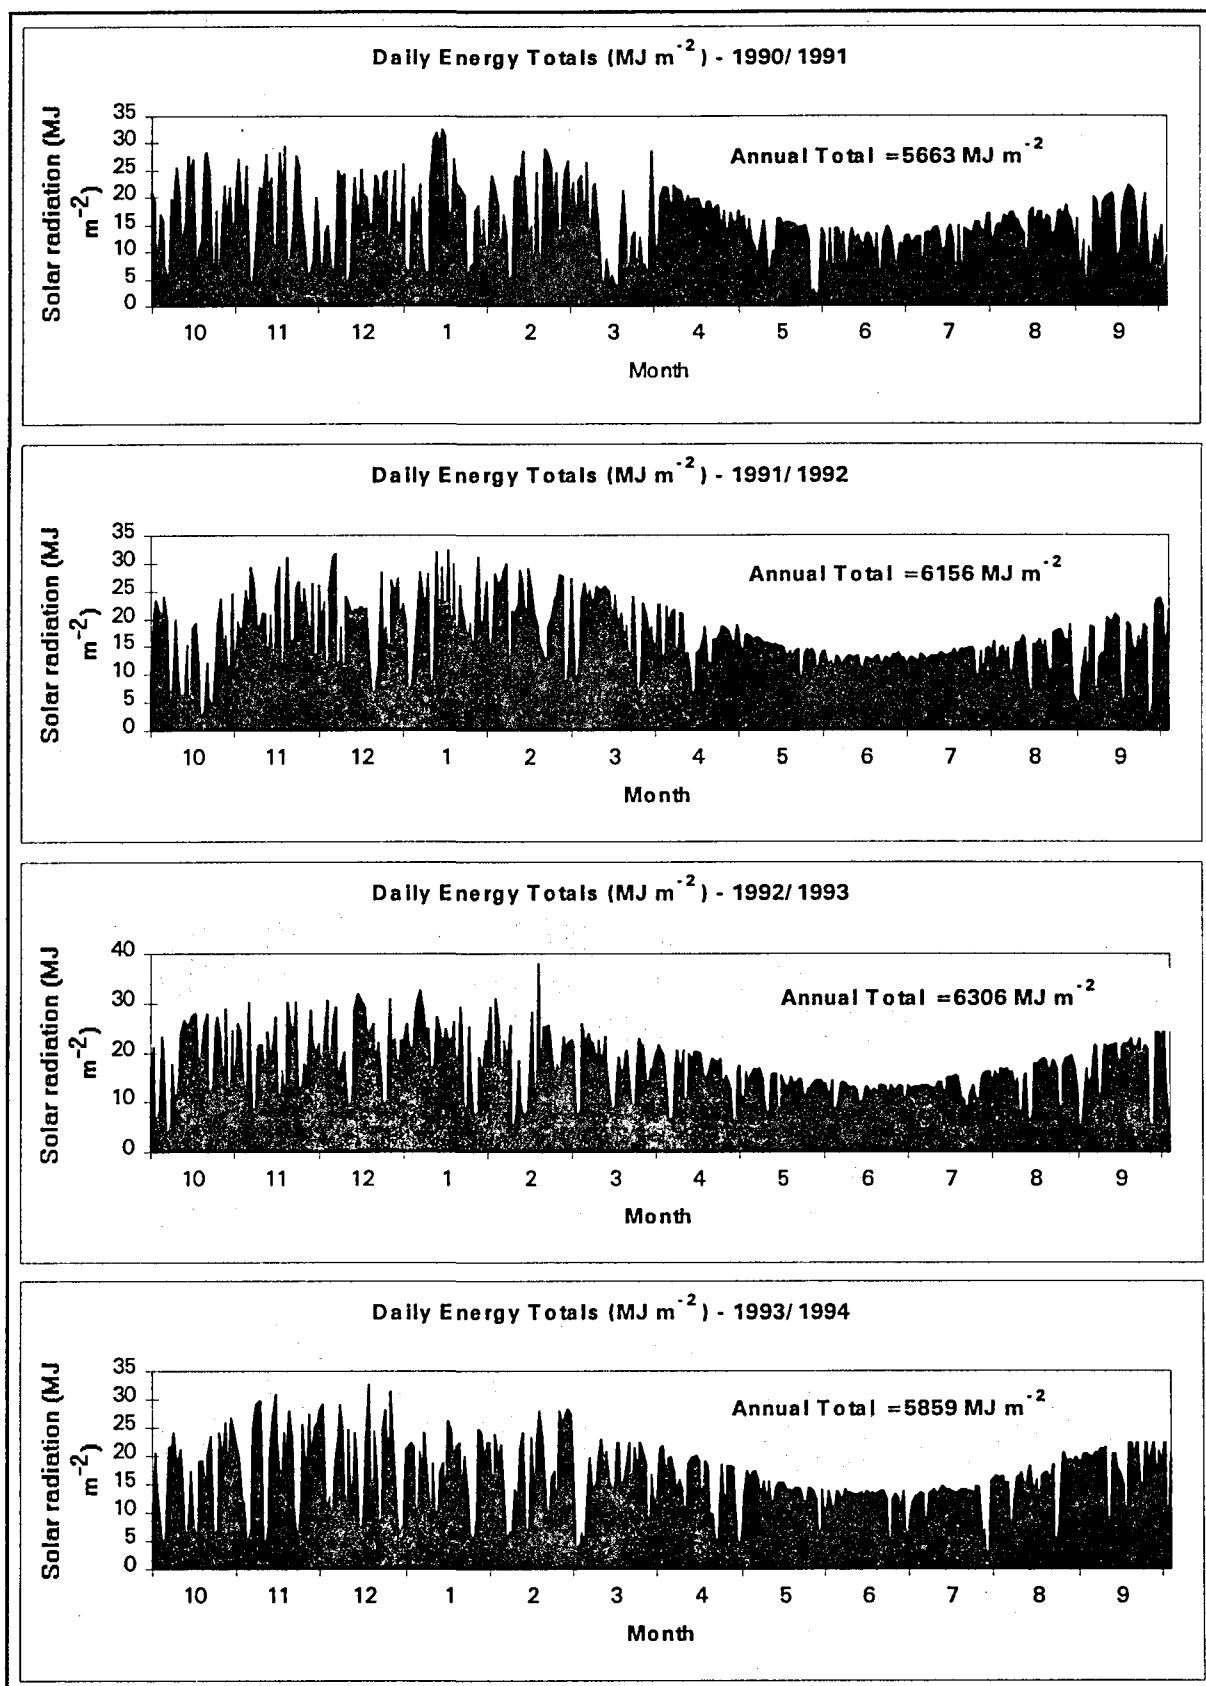 Daily Energy Totals (MJ m⁻²) - 1990/1991
Solar radiation (MJ
m⁻²)
35
30
25
20
15
10
5
0
Annual Total =5663 MJ m⁻²
10 11 12 1 2 3 4 5 6 7 8 9
Month
Daily Energy Totals (MJ m⁻²) - 1991/1992
Solar radiation (MJ
m⁻²)
35
30
25
20
15
10
5
0
Annual Total =6156 MJ m⁻²
10 11 12 1 2 3 4 5 6 7 8 9
Month
Daily Energy Totals (MJ m⁻²) - 1992/1993
Solar radiation (MJ
m⁻²)
40
30
20
10
0
Annual Total =6306 MJ m⁻²
10 11 12 1 2 3 4 5 6 7 8 9
Month
Daily Energy Totals (MJ m⁻²) - 1993/1994
Solar radiation (MJ
m⁻²)
35
30
25
20
15
10
5
0
Annual Total =5859 MJ m⁻²
10 11 12 1 2 3 4 5 6 7 8 9
Month